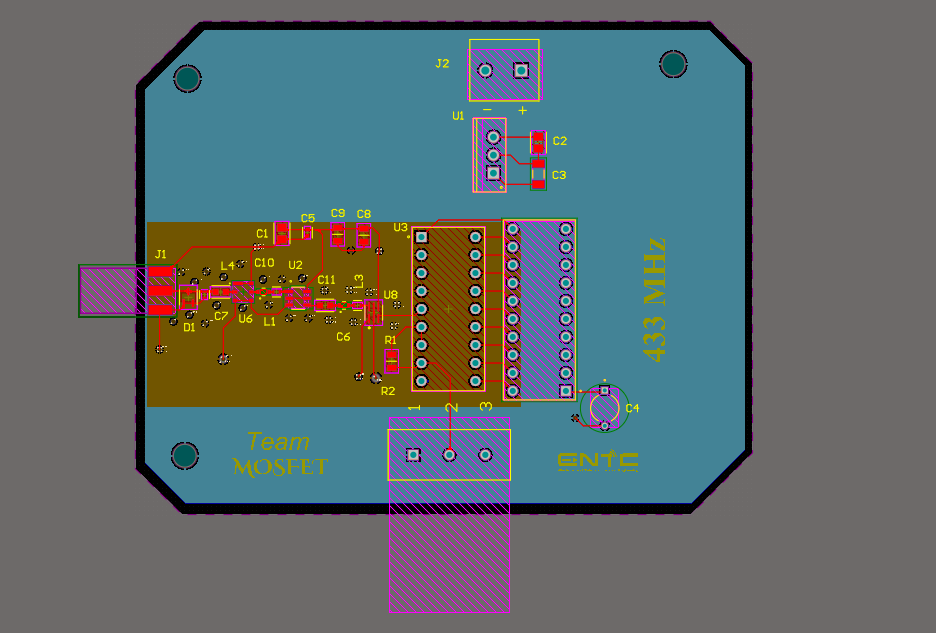 J2
− +
U1
C2
C3
C9 C8
C5
C1
U3
J1
C10 U2
L4
C11 L3
U8
C7 U6 L1
D1
C6 R1
R2
1 2 3
C4
433 MHz
Team
MOSFET
ENTC